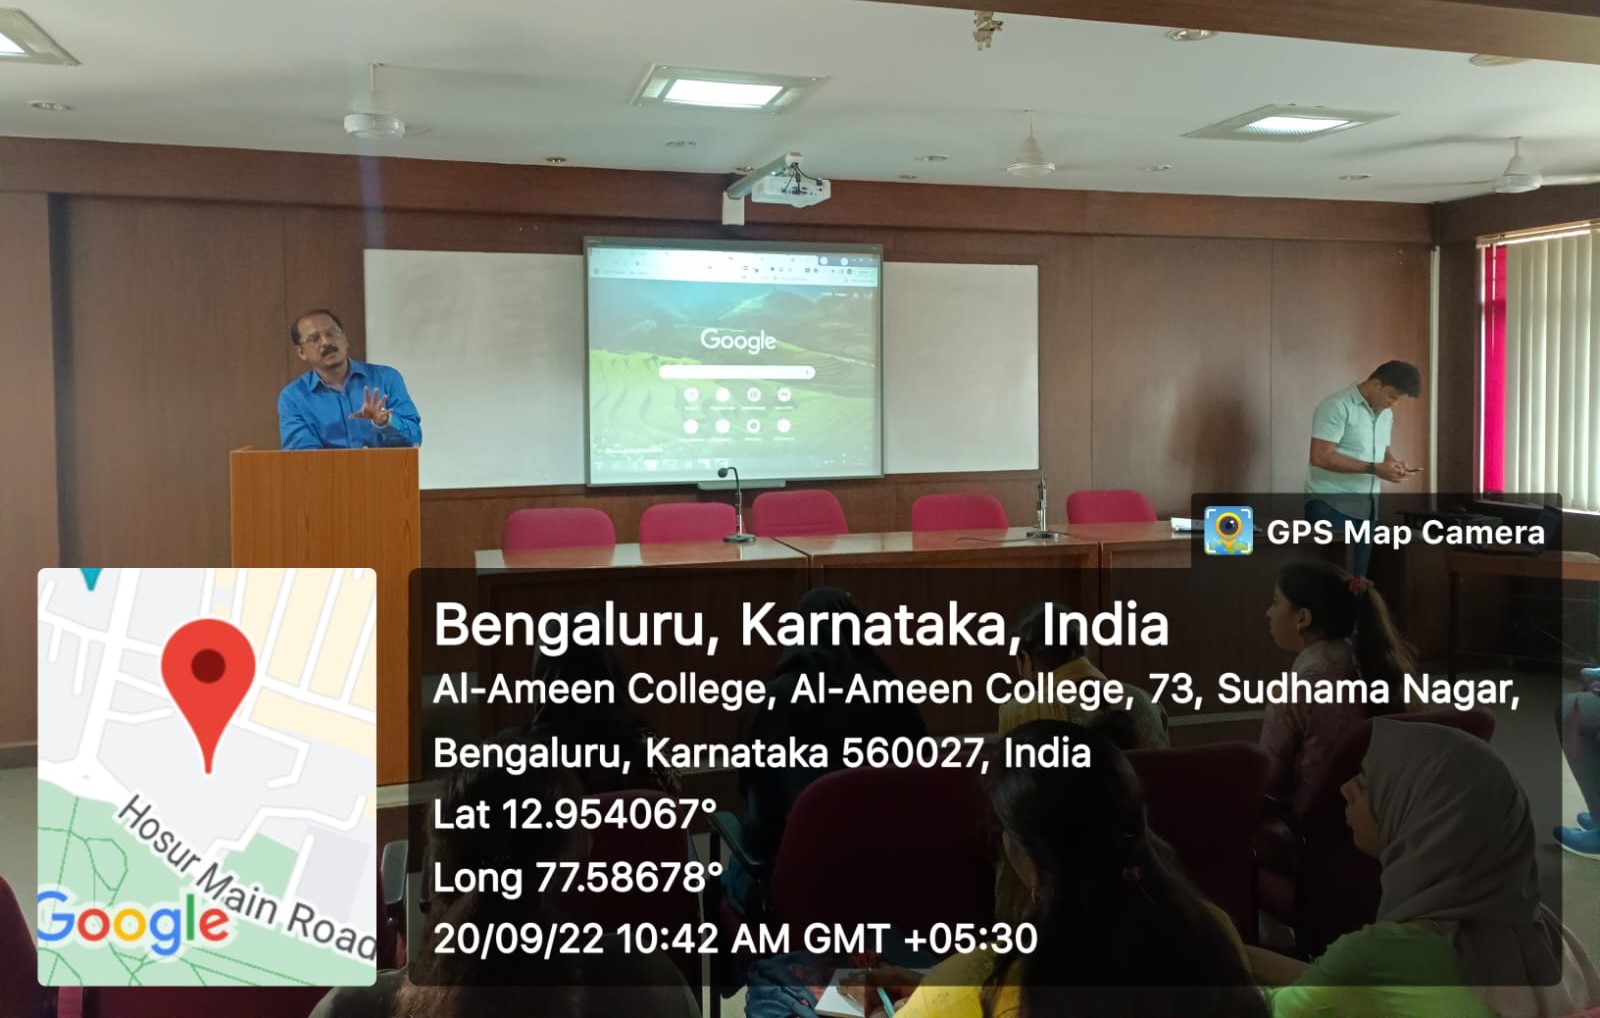 Google
GPS Map Camera
Bengaluru, Karnataka, India
Al-Ameen College, Al-Ameen College, 73, Sudhama Nagar,
Bengaluru, Karnataka 560027, India
Lat 12.954067°
Long 77.58678°
20/09/22 10:42 AM GMT +05:30
Hosur Main Road
Google